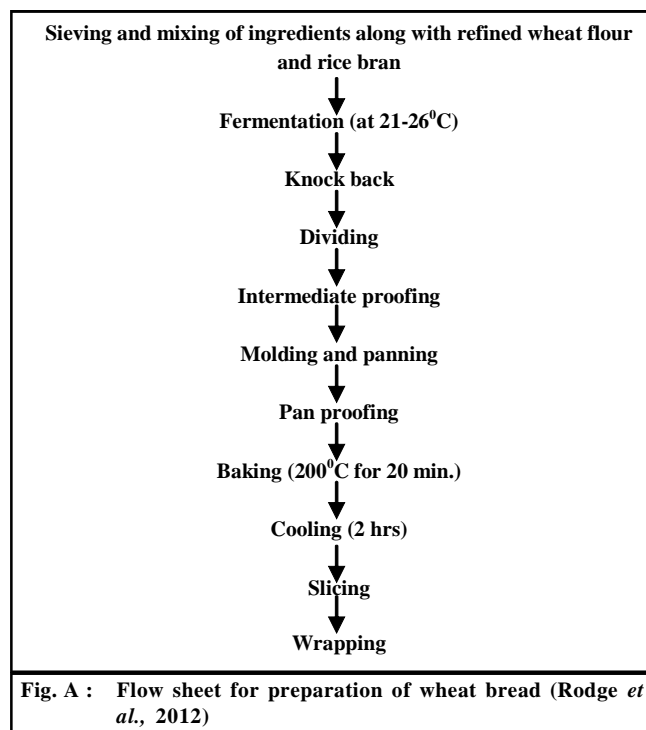 Sieving and mixing of ingredients along with refined wheat flour
and rice bran
Fermentation (at 21-26⁰C)
Knock back
Dividing
Intermediate proofing
Molding and panning
Pan proofing
Baking (200⁰C for 20 min.)
Cooling (2 hrs)
Slicing
Wrapping
Fig. A : Flow sheet for preparation of wheat bread (Rodge et
al., 2012)